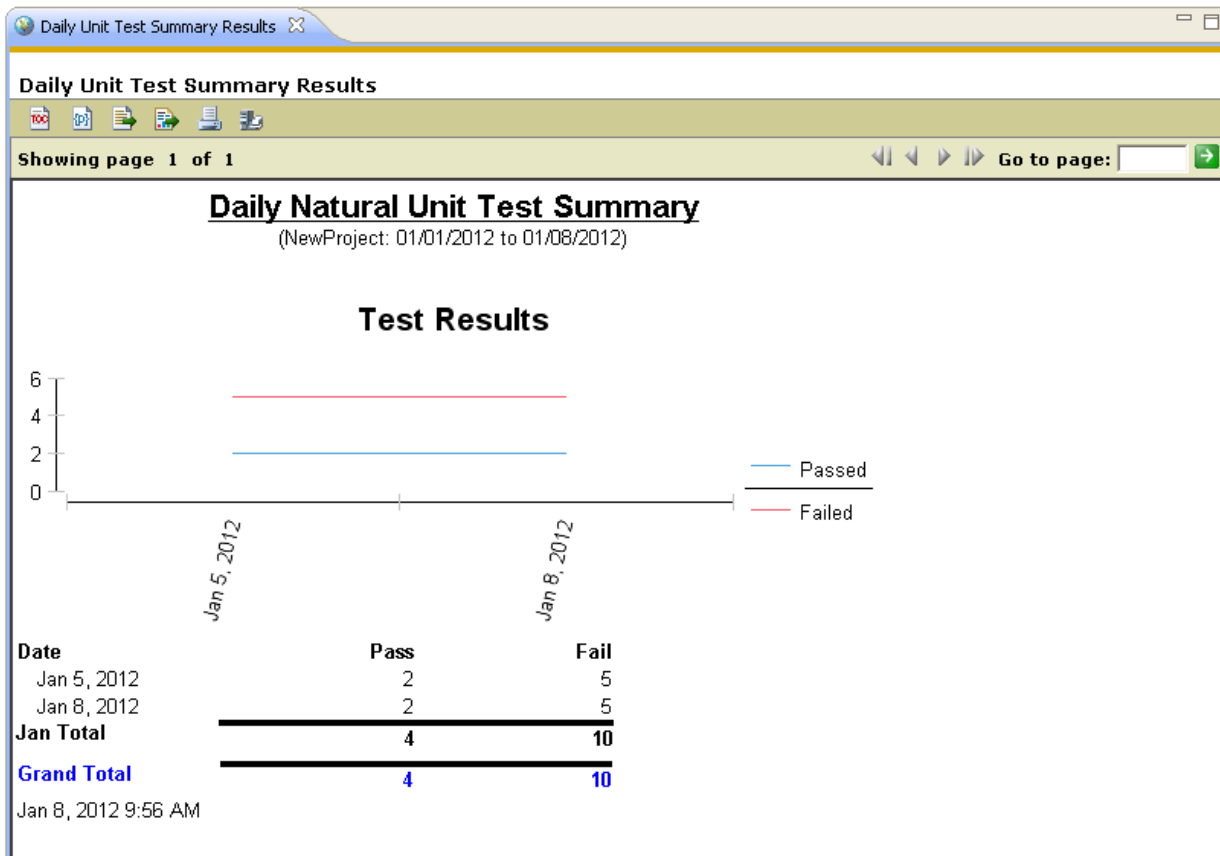 Daily Unit Test Summary Results
Daily Unit Test Summary Results
TOC {p}
Showing page 1 of 1 Go to page:
Daily Natural Unit Test Summary
(NewProject: 01/01/2012 to 01/08/2012)
Test Results
6
4
2
0
Passed
Failed
Jan 5, 2012
Jan 8, 2012
Date Pass Fail
Jan 5, 2012 2 5
Jan 8, 2012 2 5
Jan Total 4 10
Grand Total 4 10
Jan 8, 2012 9:56 AM